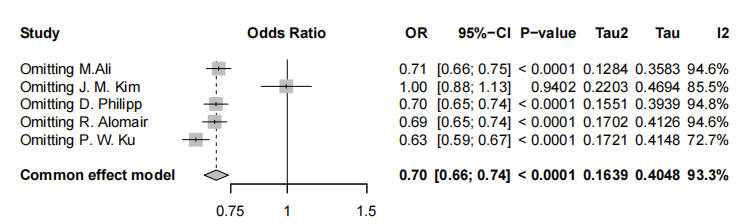 Study Odds Ratio OR 95%−CI P−value Tau2 Tau I2
Omitting M.Ali 0.71 [0.66; 0.75] < 0.0001 0.1284 0.3583 94.6%
Omitting J. M. Kim 1.00 [0.88; 1.13] 0.9402 0.2203 0.4694 85.5%
Omitting D. Philipp 0.70 [0.65; 0.74] < 0.0001 0.1551 0.3939 94.8%
Omitting R. Alomair 0.69 [0.65; 0.74] < 0.0001 0.1702 0.4126 94.6%
Omitting P. W. Ku 0.63 [0.59; 0.67] < 0.0001 0.1721 0.4148 72.7%
Common effect model 0.70 [0.66; 0.74] < 0.0001 0.1639 0.4048 93.3%
0.75 1 1.5